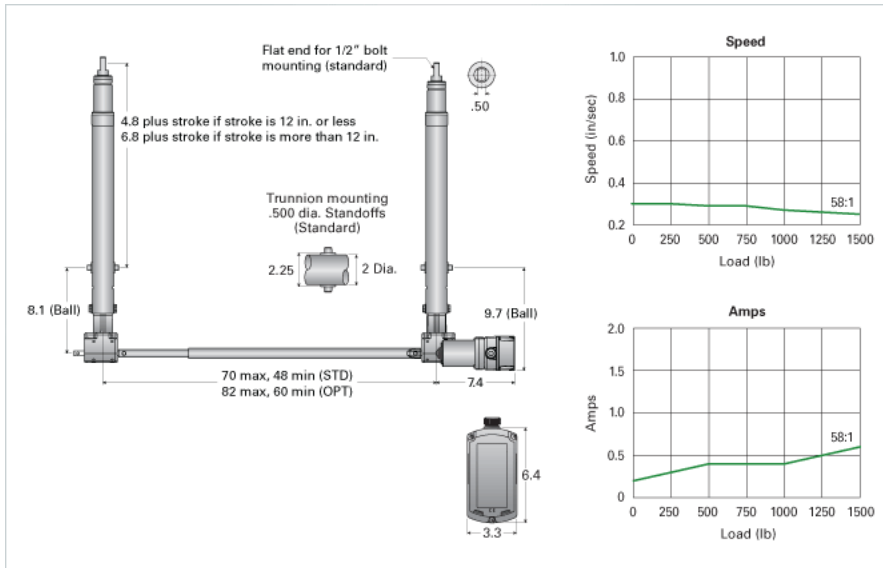 Flat end for 1/2" bolt
mounting (standard)
.50
4.8 plus stroke if stroke is 12 in. or less
6.8 plus stroke if stroke is more than 12 in.
Trunnion mounting
.500 dia. Standoffs
(Standard)
2.25
2 Dia.
8.1 (Ball)
9.7 (Ball)
70 max, 48 min (STD)
82 max, 60 min (OPT)
7.4
6.4
3.3
Speed
Speed (in/sec)
1.0
0.8
0.6
0.4
0.2
58:1
0 250 500 750 1000 1250 1500
Load (lb)
Amps
Amps
2.0
1.5
1.0
0.5
0
58:1
0 250 500 750 1000 1250 1500
Load (lb)